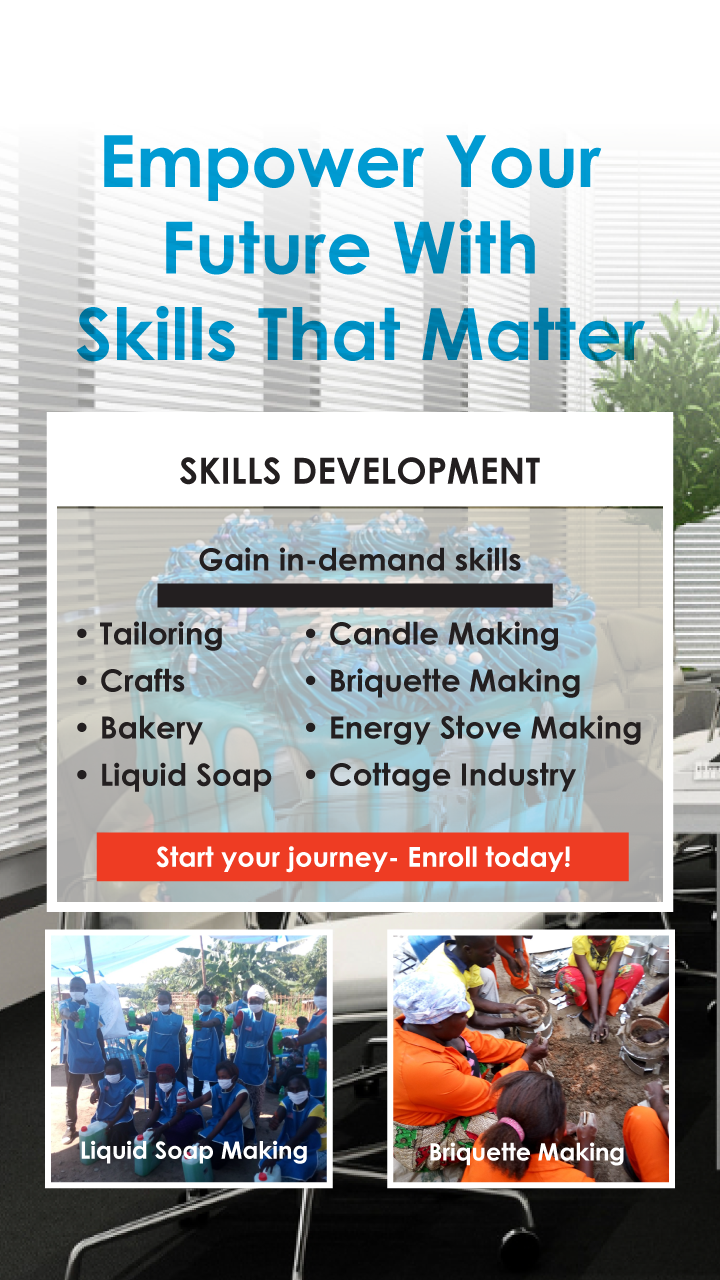 Empower Your
Future With
Skills That Matter
SKILLS DEVELOPMENT
Gain in-demand skills
• Tailoring
• Crafts
• Bakery
• Liquid Soap
• Candle Making
• Briquette Making
• Energy Stove Making
• Cottage Industry
Start your journey- Enroll today!
Liquid Soap Making
Briquette Making